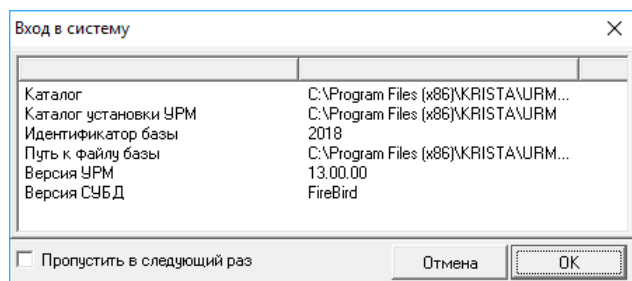 Вход в систему
Каталог C:\Program Files (x86)\KRISTA\URM...
Каталог установки УРМ C:\Program Files (x86)\KRISTA\URM
Идентификатор базы 2018
Путь к файлу базы C:\Program Files (x86)\KRISTA\URM...
Версия УРМ 13.00.00
Версия СУБД FireBird
Пропустить в следующий раз Отмена OK